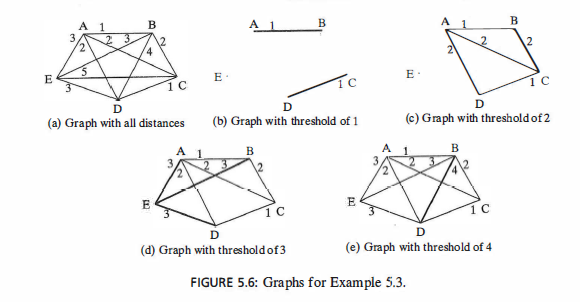 A 1 B
3 2 2 3 2
4
E 5
3 1 C
D
(a) Graph with all distances
A 1 B
E
1 C
D
(b) Graph with threshold of 1
A 1 B
2 2 2
E
1 C
D
(c) Graph with threshold of 2
A 1 B
3 2 2 3 2
E
3 1 C
D
(d) Graph with threshold of 3
A 1 B
3 2 2 3 4 2
E
3 1 C
D
(e) Graph with threshold of 4
FIGURE 5.6: Graphs for Example 5.3.